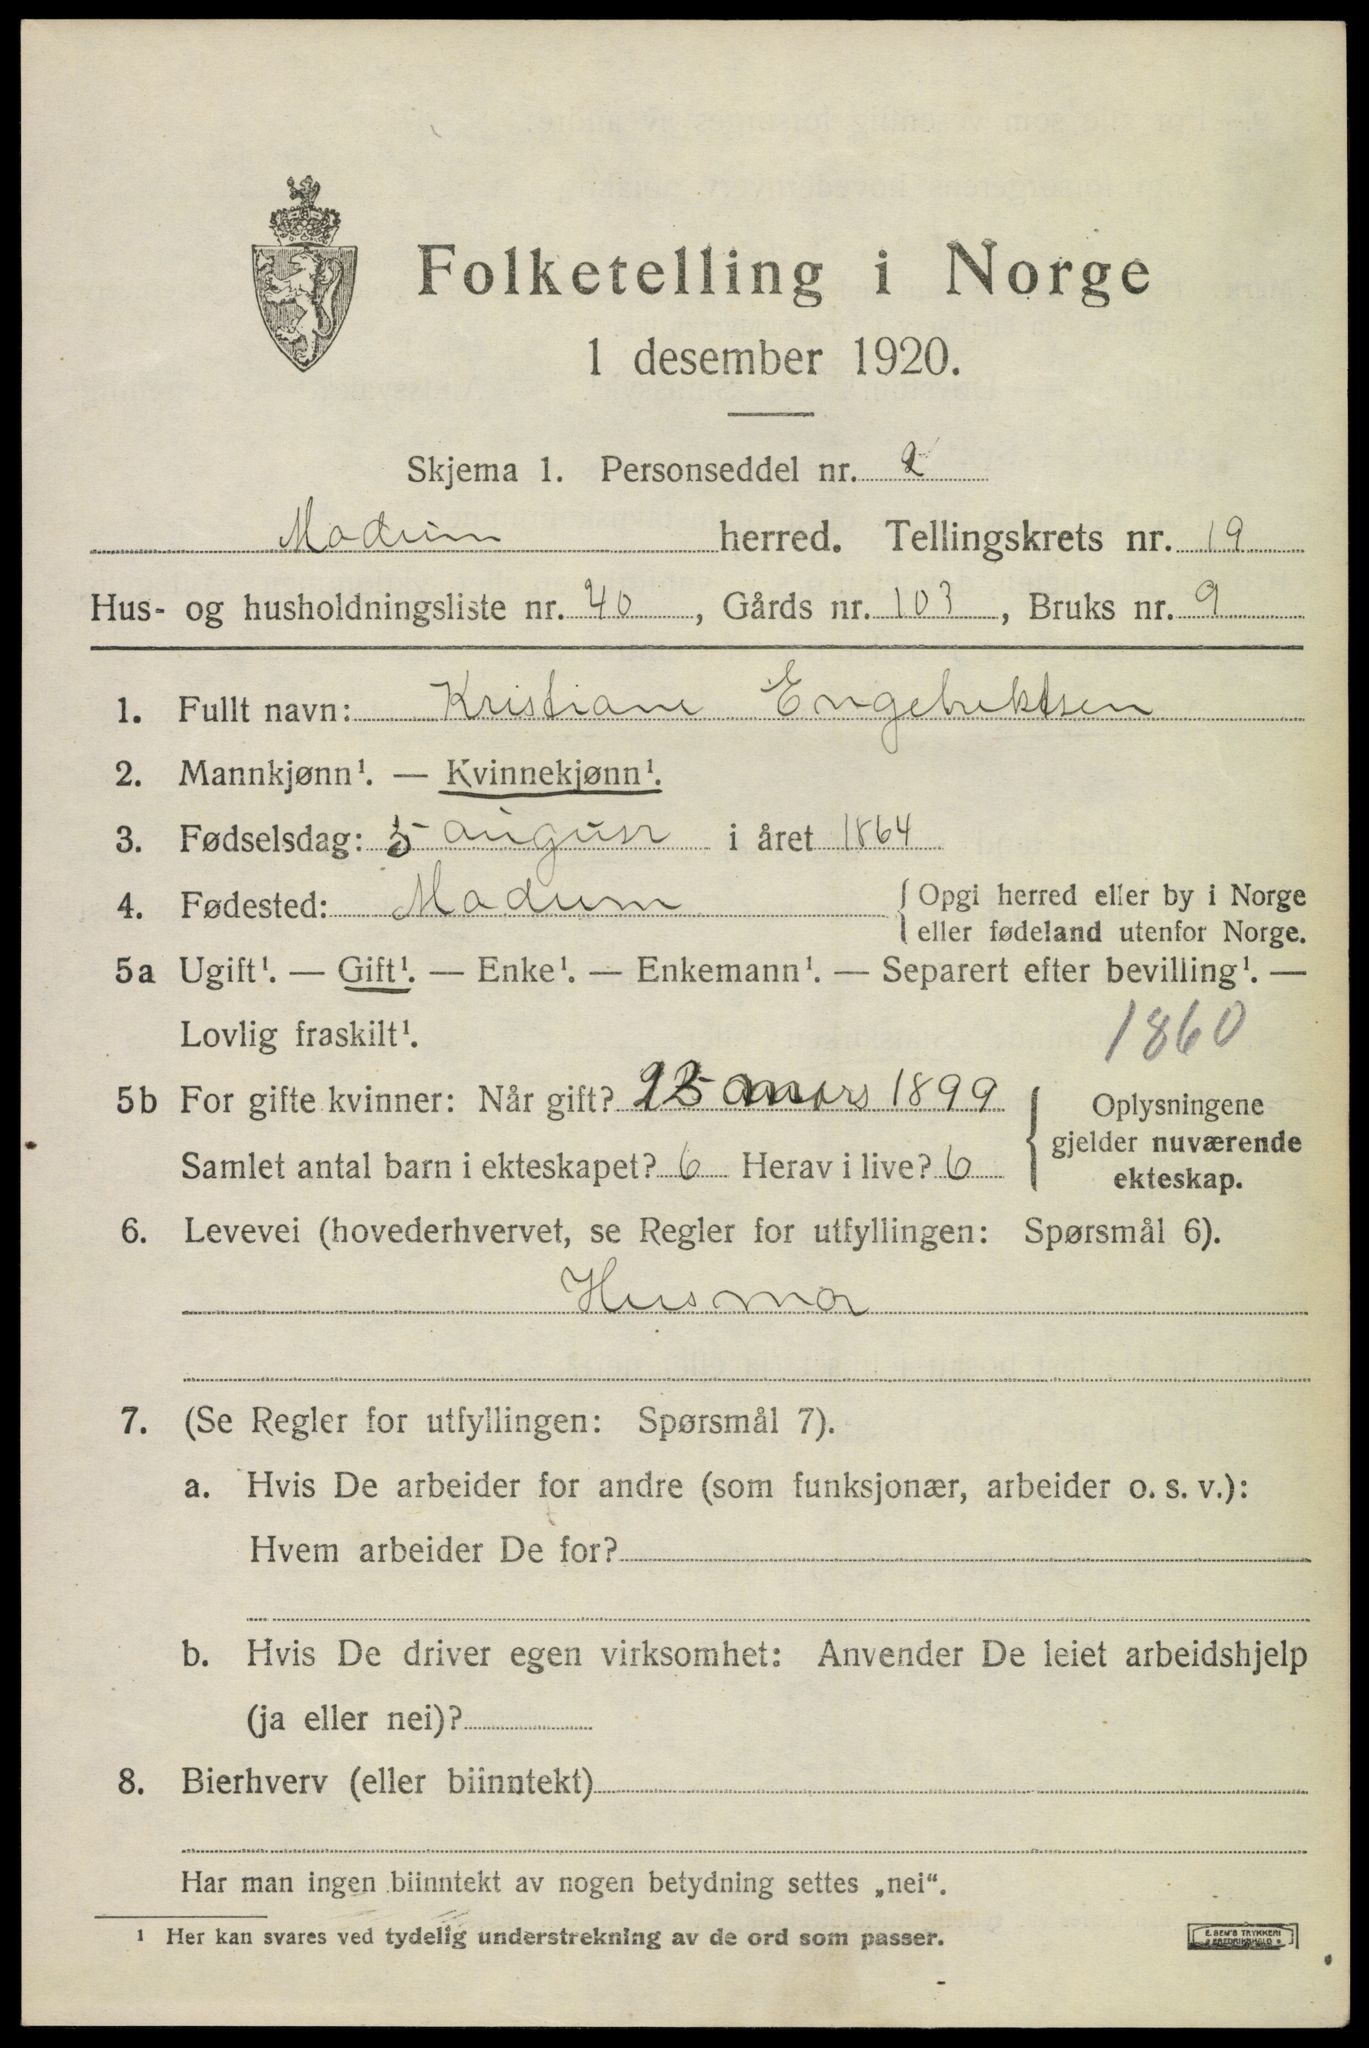 Folketelling i Norge
1 desember 1920.
Skjema 1. Personseddel nr. 2
Modum herred. Tellingskrets nr. 19
Hus- og husholdningsliste nr. 40, Gårds nr. 103, Bruks nr. 9
1. Fullt navn: Kristiane Engebrektsen
2. Mannkjønn¹. — Kvinnekjønn¹.
3. Fødselsdag: 5 august i året 1864
4. Fødested: Modum { Opgi herred eller by i Norge
eller fødeland utenfor Norge.
5a Ugift¹. — Gift¹. — Enke¹. — Enkemann¹. — Separert efter bevilling¹. —
Lovlig fraskilt¹.
1860
5b For gifte kvinner: Når gift? mars 1899
Samlet antal barn i ekteskapet? 6 Herav i live? 6
{ Oplysningene
gjelder nuværende
ekteskap.
6. Levevei (hovederhvervet, se Regler for utfyllingen: Spørsmål 6).
Husmor
7. (Se Regler for utfyllingen: Spørsmål 7).
a. Hvis De arbeider for andre (som funksjonær, arbeider o. s. v.):
Hvem arbeider De for?
b. Hvis De driver egen virksomhet: Anvender De leiet arbeidshjelp
(ja eller nei)?
8. Bierhverv (eller biinntekt)
Har man ingen biinntekt av nogen betydning settes „nei“.
¹ Her kan svares ved tydelig understrekning av de ord som passer.
E. SEM'S TRYKKERI
FREDRIKSHALD